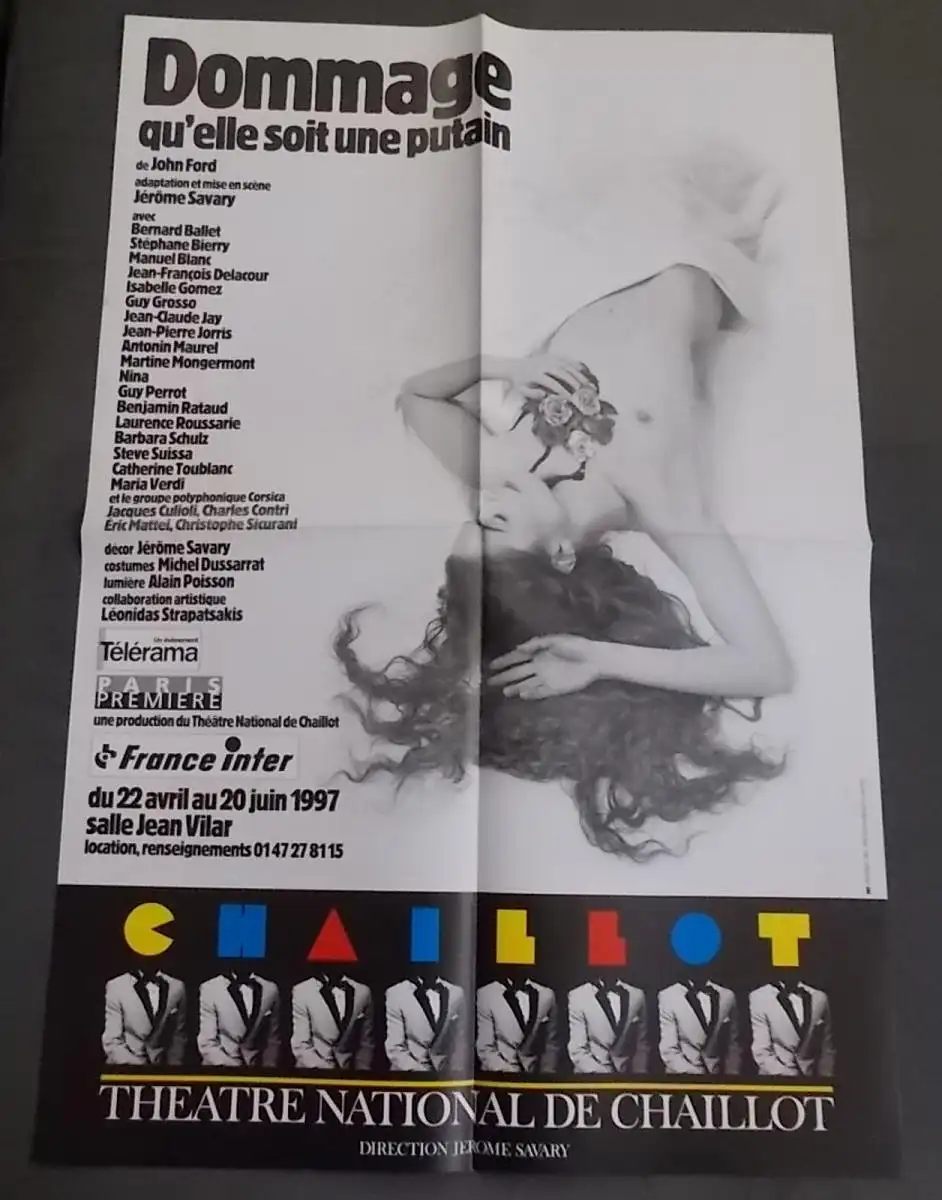 Dommage
qu'elle soit une putain
de John Ford
adaptation et mise en scène
Jérôme Savary
avec
Bernard Ballet
Stéphane Bierry
Manuel Blanc
Jean-François Delacour
Isabelle Gomez
Guy Grosso
Jean-Claude Jay
Jean-Pierre Jorris
Antonin Maurel
Martine Mongermont
Nina
Guy Perrot
Benjamin Rataud
Laurence Roussarie
Barbara Schulz
Steve Suissa
Catherine Toublanc
Maria Verdi
et le groupe polyphonique Corsica
Jacques Culioli, Charles Contri
Éric Mattei, Christophe Sicurani
décor Jérôme Savary
costumes Michel Dussarrat
lumière Alain Poisson
collaboration artistique
Léonidas Strapatsakis
Un événement
Télérama
PARIS
PREMIERE
une production du Théâtre National de Chaillot
France inter
du 22 avril au 20 juin 1997
salle Jean Vilar
location, renseignements 01 47 27 81 15
CHAILLOT
THEATRE NATIONAL DE CHAILLOT
DIRECTION JEROME SAVARY